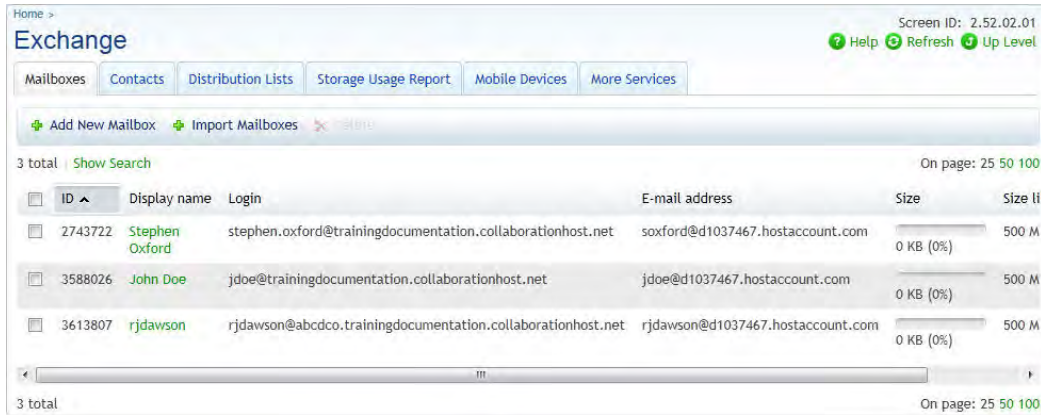 Home >
Screen ID: 2.52.02.01
Exchange
Help Refresh Up Level
Mailboxes Contacts Distribution Lists Storage Usage Report Mobile Devices More Services
Add New Mailbox Import Mailboxes
3 total Show Search On page: 25 50 100
ID Display name Login E-mail address Size Size li
2743722 Stephen Oxford stephen.oxford@trainingdocumentation.collaborationhost.net soxford@d1037467.hostaccount.com 0 KB (0%) 500 M
3588026 John Doe jdoe@trainingdocumentation.collaborationhost.net jdoe@d1037467.hostaccount.com 0 KB (0%) 500 M
3613807 rjdawson rjdawson@abcdco.trainingdocumentation.collaborationhost.net rjdawson@d1037467.hostaccount.com 0 KB (0%) 500 M
3 total On page: 25 50 100